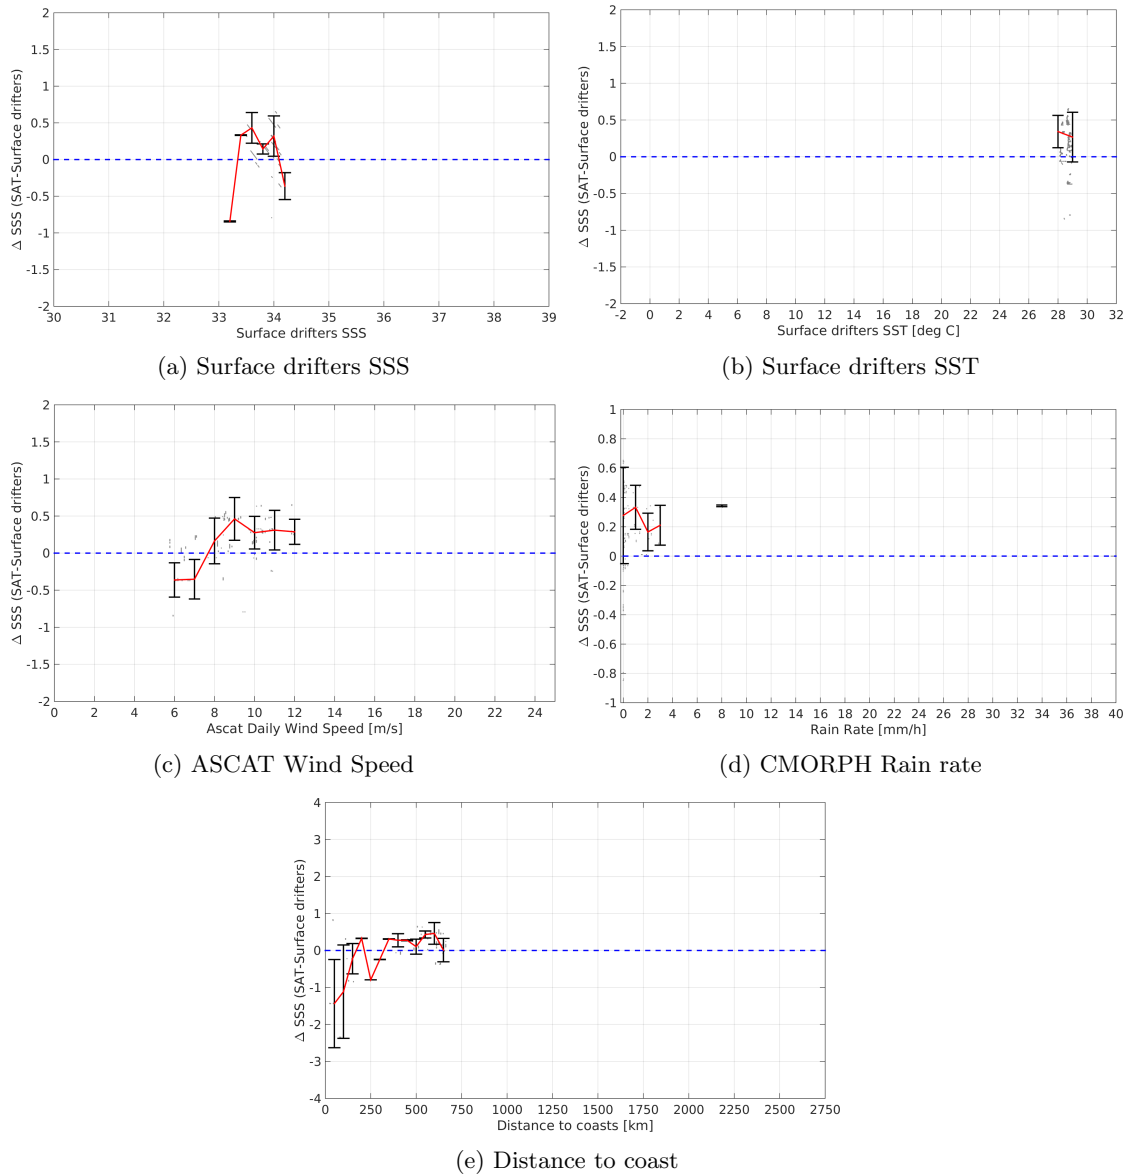 2
1.5
1
0.5
0
-0.5
-1
-1.5
-2
Δ SSS (SAT-Surface drifters)
30 31 32 33 34 35 36 37 38 39
Surface drifters SSS
(a) Surface drifters SSS
2
1.5
1
0.5
0
-0.5
-1
-1.5
-2
Δ SSS (SAT-Surface drifters)
-2 0 2 4 6 8 10 12 14 16 18 20 22 24 26 28 30 32
Surface drifters SST [deg C]
(b) Surface drifters SST
2
1.5
1
0.5
0
-0.5
-1
-1.5
-2
Δ SSS (SAT-Surface drifters)
0 2 4 6 8 10 12 14 16 18 20 22 24
Ascat Daily Wind Speed [m/s]
(c) ASCAT Wind Speed
1
0.8
0.6
0.4
0.2
0
-0.2
-0.4
-0.6
-0.8
-1
Δ SSS (SAT-Surface drifters)
0 2 4 6 8 10 12 14 16 18 20 22 24 26 28 30 32 34 36 38 40
Rain Rate [mm/h]
(d) CMORPH Rain rate
4
3
2
1
0
-1
-2
-3
-4
Δ SSS (SAT-Surface drifters)
0 250 500 750 1000 1250 1500 1750 2000 2250 2500 2750
Distance to coasts [km]
(e) Distance to coast